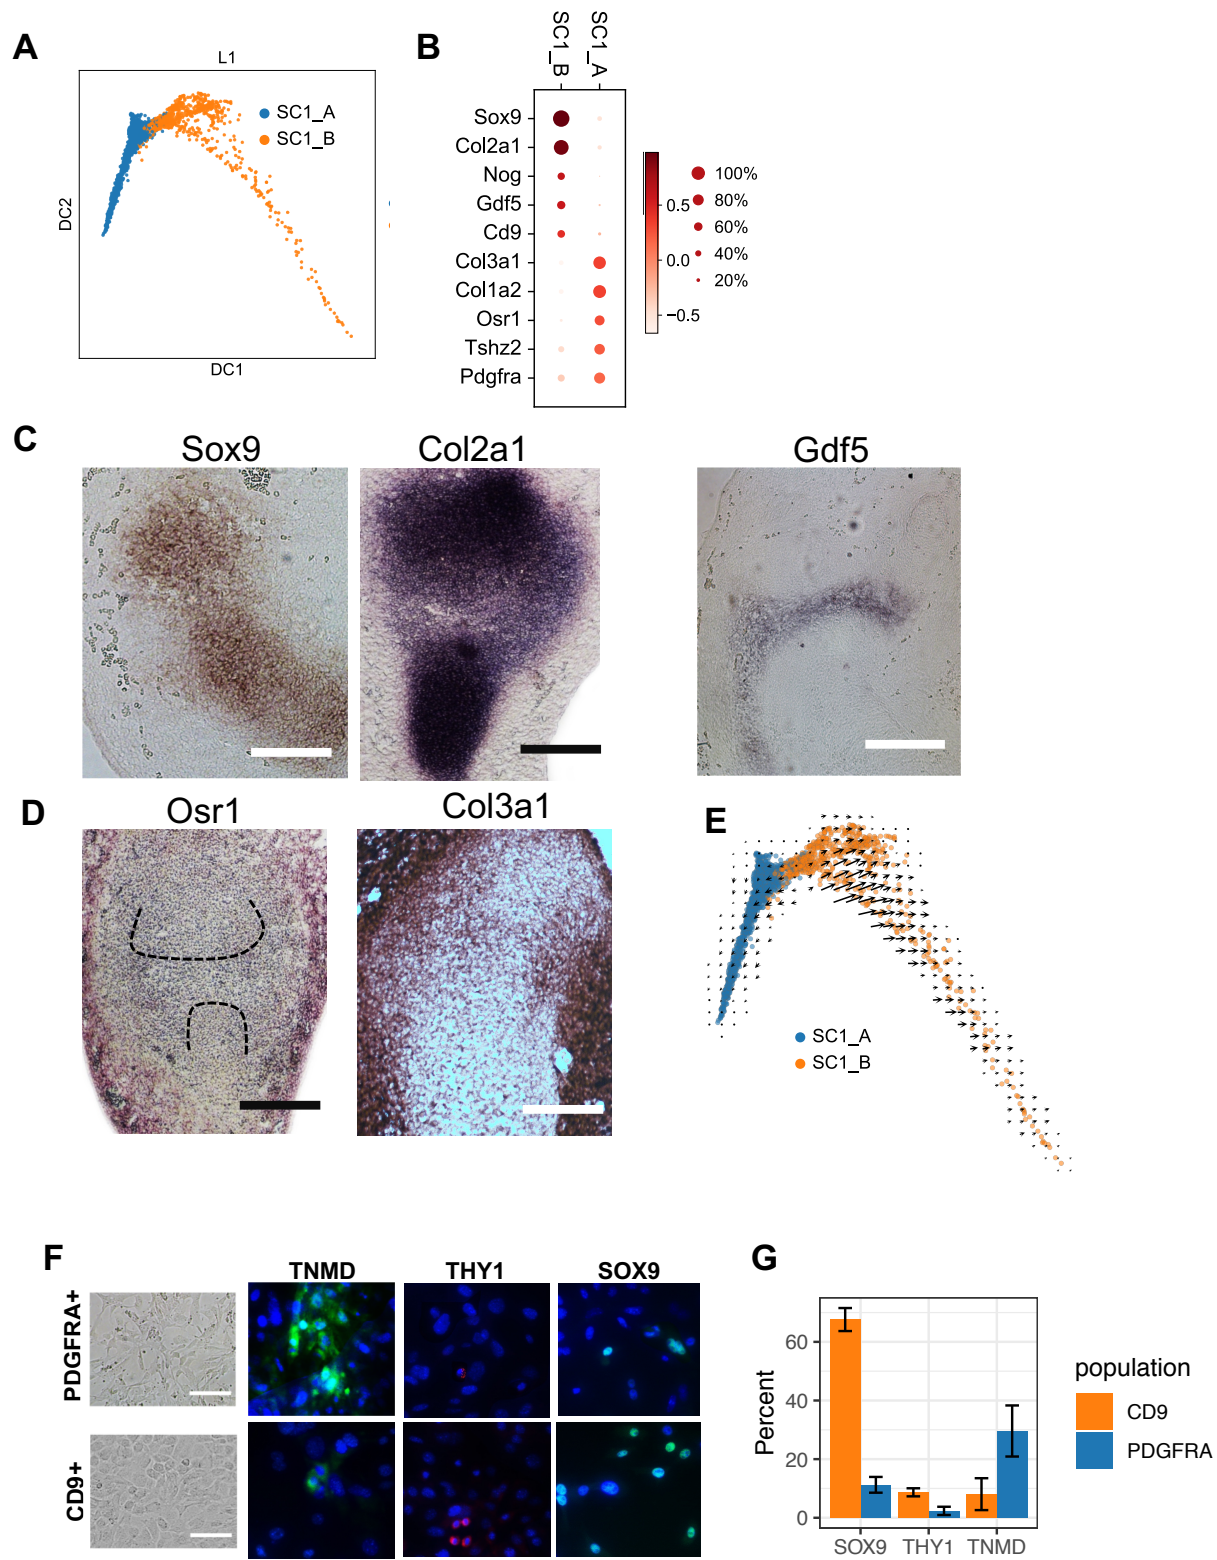 A
L1
SC1_A
SC1_B
DC2
DC1
B
SC1_B
SC1_A
Sox9
Col2a1
Nog
Gdf5
Cd9
Col3a1
Col1a2
Osr1
Tshz2
Pdgfra
0.5
0.0
−0.5
100%
80%
60%
40%
20%
C
Sox9
Col2a1
Gdf5
D
Osr1
Col3a1
E
SC1_A
SC1_B
F
TNMD
THY1
SOX9
PDGFRA+
CD9+
G
Percent
60
40
20
0
SOX9
THY1
TNMD
population
CD9
PDGFRA